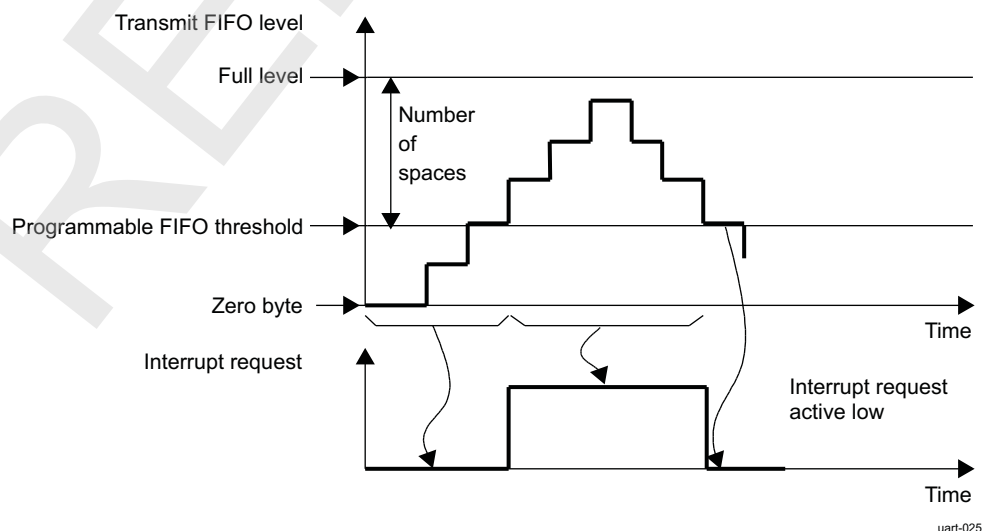 Transmit FIFO level
Full level
Number
of
spaces
Programmable FIFO threshold
Zero byte
Time
Interrupt request
Interrupt request
active low
Time
uart-025